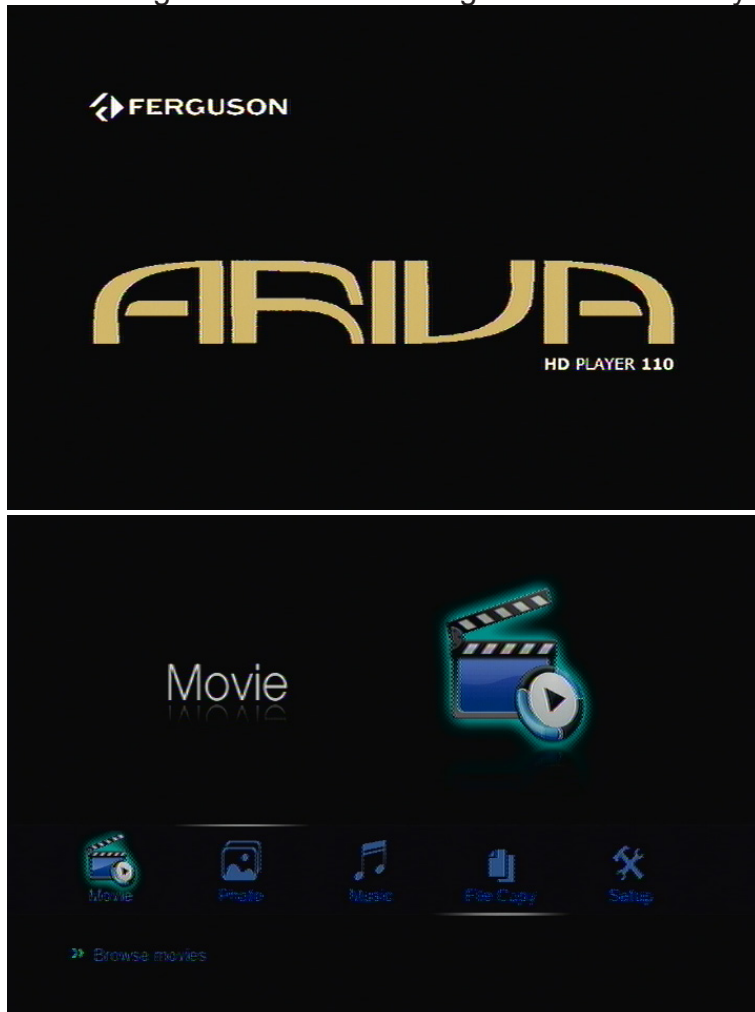 FERGUSON
ARIVA
HD PLAYER 110
Movie
Movie
Photo
Music
File Copy
Setup
Browse movies